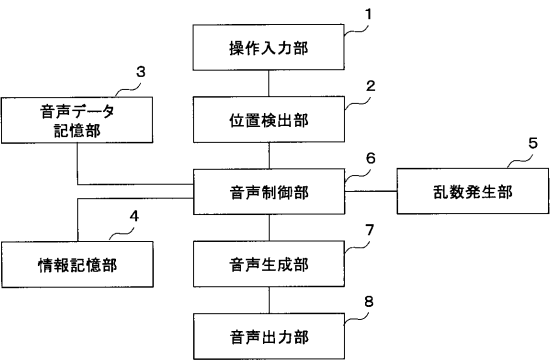 1
操作入力部
3
音声データ
記憶部
2
位置検出部
6
音声制御部
5
乱数発生部
4
情報記憶部
7
音声生成部
8
音声出力部